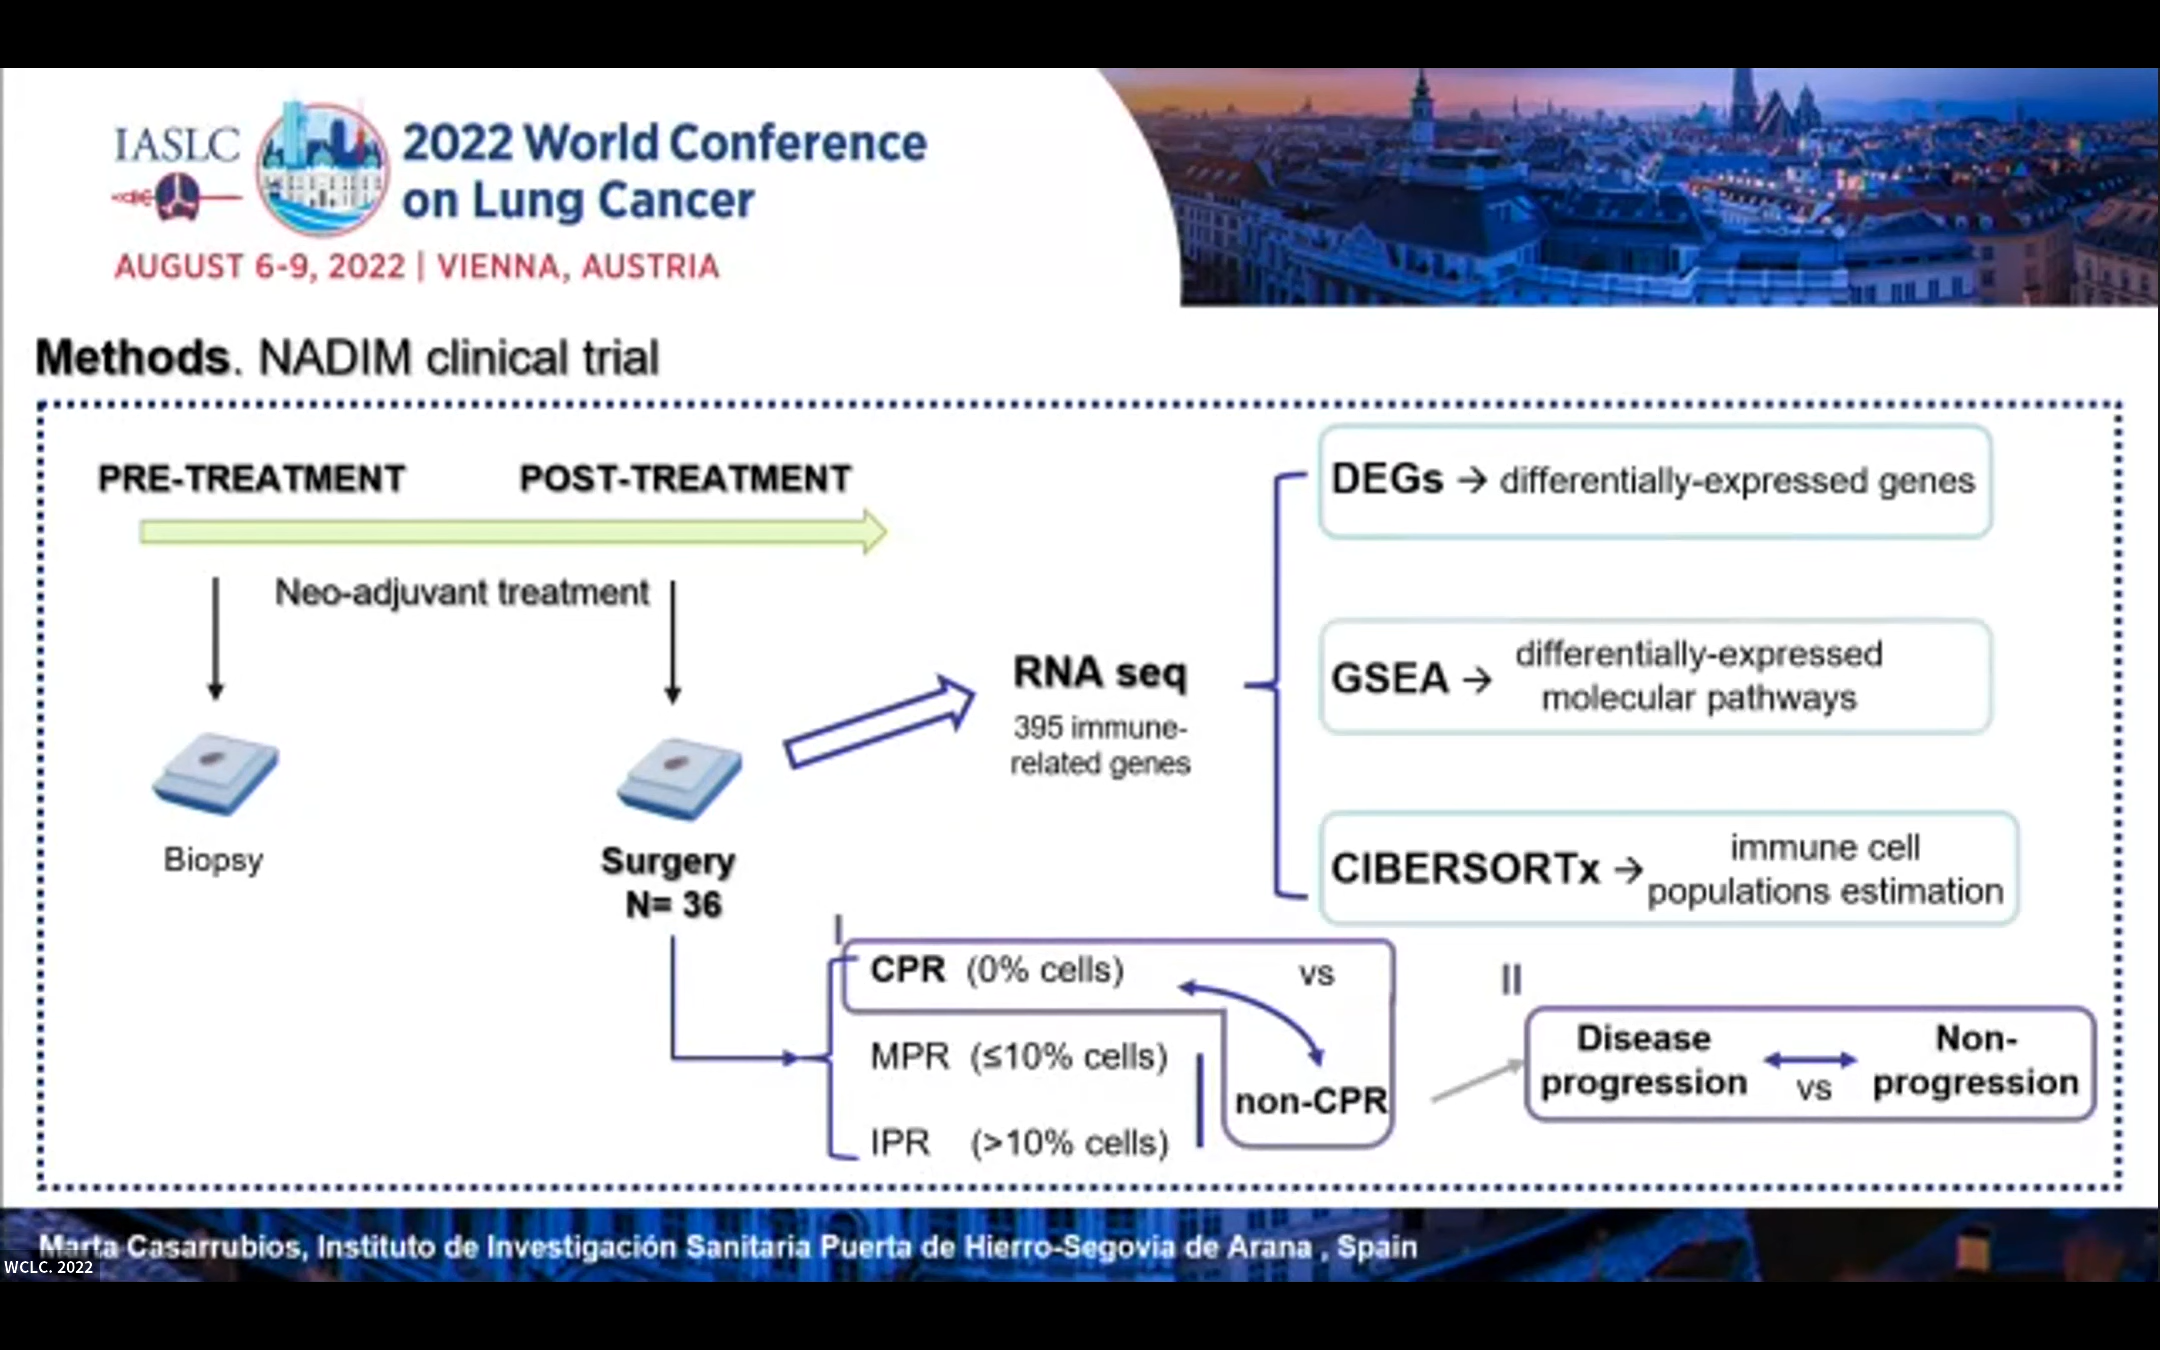 IASLC
2022 World Conference
on Lung Cancer
AUGUST 6-9, 2022 | VIENNA, AUSTRIA
Methods. NADIM clinical trial
PRE-TREATMENT
POST-TREATMENT
Neo-adjuvant treatment
Biopsy
Surgery
N= 36
RNA seq
395 immune-
related genes
DEGs → differentially-expressed genes
GSEA → differentially-expressed
molecular pathways
CIBERSORTx → immune cell
populations estimation
I
CPR (0% cells)
vs
MPR (≤10% cells)
non-CPR
IPR (>10% cells)
II
Disease
progression
vs
Non-
progression
Marta Casarrubios, Instituto de Investigación Sanitaria Puerta de Hierro-Segovia de Arana , Spain
WCLC. 2022